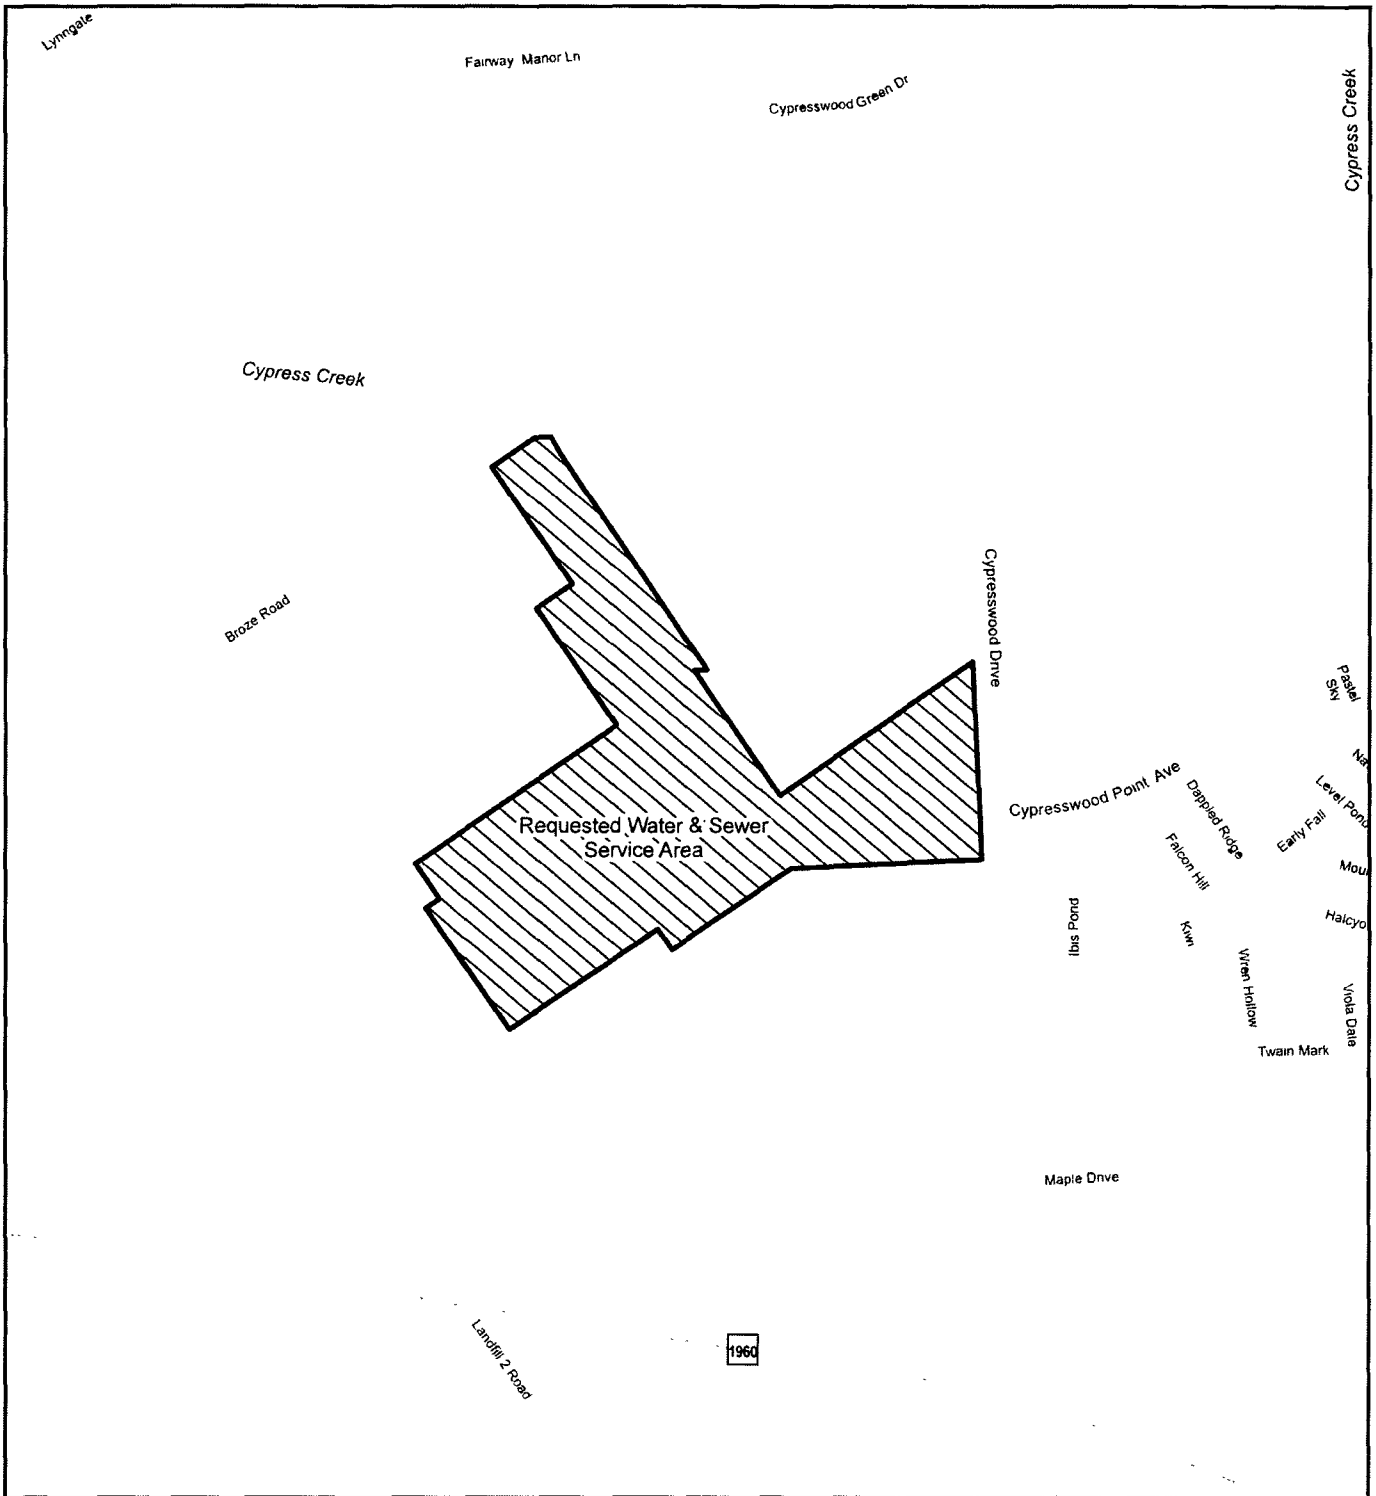 Lynngate
Fairway Manor Ln
Cypresswood Green Dr
Cypress Creek
Cypress Creek
Broze Road
Cypresswood Drive
Pastel
Sky
Cypresswood Point Ave
Dappled Ridge
Level Pond
Early Fall
Falcon Hill
Requested Water & Sewer
Service Area
Ibis Pond
Kiwi
Halcyo
Wren Hollow
Viola Dale
Twain Mark
Maple Drive
Landfill 2 Road
1960